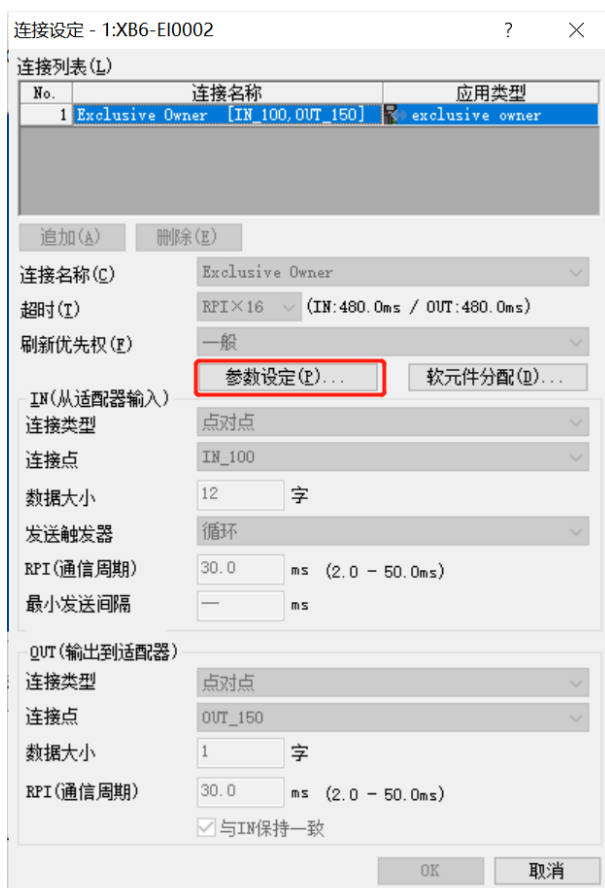 连接设定 - 1:XB6-EI0002 ?
连接列表(L)
No. 连接名称 应用类型
1 Exclusive Owner [IN_100,OUT_150] exclusive owner
追加(A) 删除(E)
连接名称(C) Exclusive Owner
超时(T) RPI×16 (IN:480.0ms / OUT:480.0ms)
刷新优先权(F) 一般
参数设定(P)... 软元件分配(D)...
IN(从适配器输入)
连接类型 点对点
连接点 IN_100
数据大小 12 字
发送触发器 循环
RPI(通信周期) 30.0 ms (2.0 - 50.0ms)
最小发送间隔 — ms
OUT(输出到适配器)
连接类型 点对点
连接点 OUT_150
数据大小 1 字
RPI(通信周期) 30.0 ms (2.0 - 50.0ms)
与IN保持一致
OK 取消